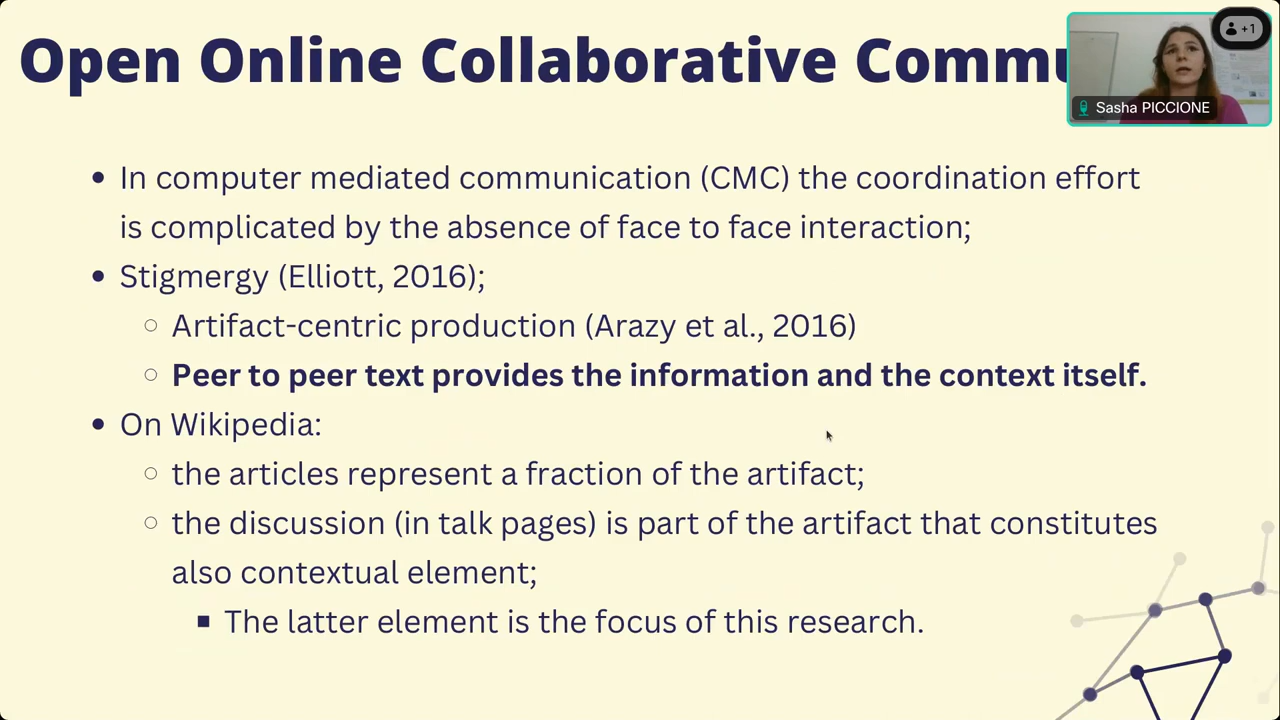 Open Online Collaborative Commu
+1
Sasha PICCIONE
• In computer mediated communication (CMC) the coordination effort
is complicated by the absence of face to face interaction;
• Stigmergy (Elliott, 2016);
○ Artifact-centric production (Arazy et al., 2016)
○ Peer to peer text provides the information and the context itself.
• On Wikipedia:
○ the articles represent a fraction of the artifact;
○ the discussion (in talk pages) is part of the artifact that constitutes
also contextual element;
▪ The latter element is the focus of this research.